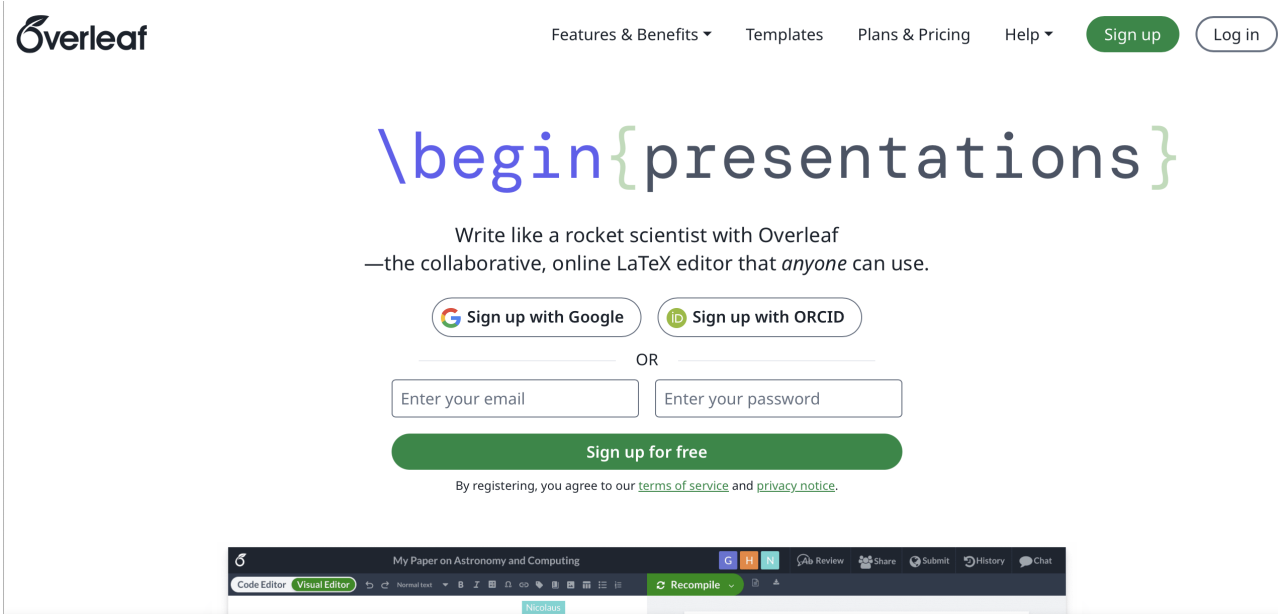 Overleaf
Features & Benefits
Templates
Plans & Pricing
Help
Sign up
Log in
\begin{presentations}
Write like a rocket scientist with Overleaf
—the collaborative, online LaTeX editor that anyone can use.
Sign up with Google
iD Sign up with ORCID
OR
Enter your email
Enter your password
Sign up for free
By registering, you agree to our terms of service and privacy notice.
My Paper on Astronomy and Computing
G H N
Review
Share
Submit
History
Chat
Code Editor
Visual Editor
Normal text
B I Ω
Recompile
Nicolaus